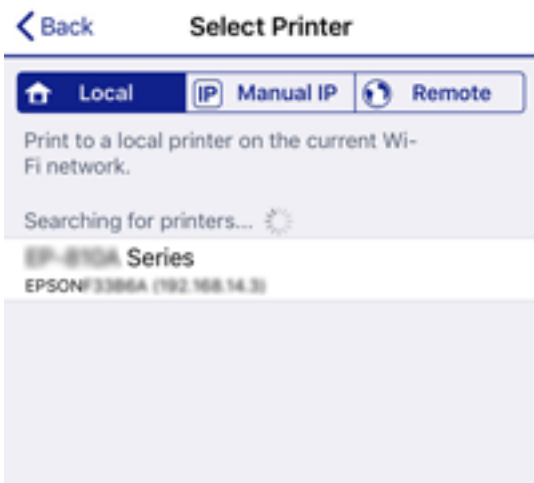 Back
Select Printer
Local
IP Manual IP
Remote
Print to a local printer on the current Wi-
Fi network.
Searching for printers...
Series
EPSON